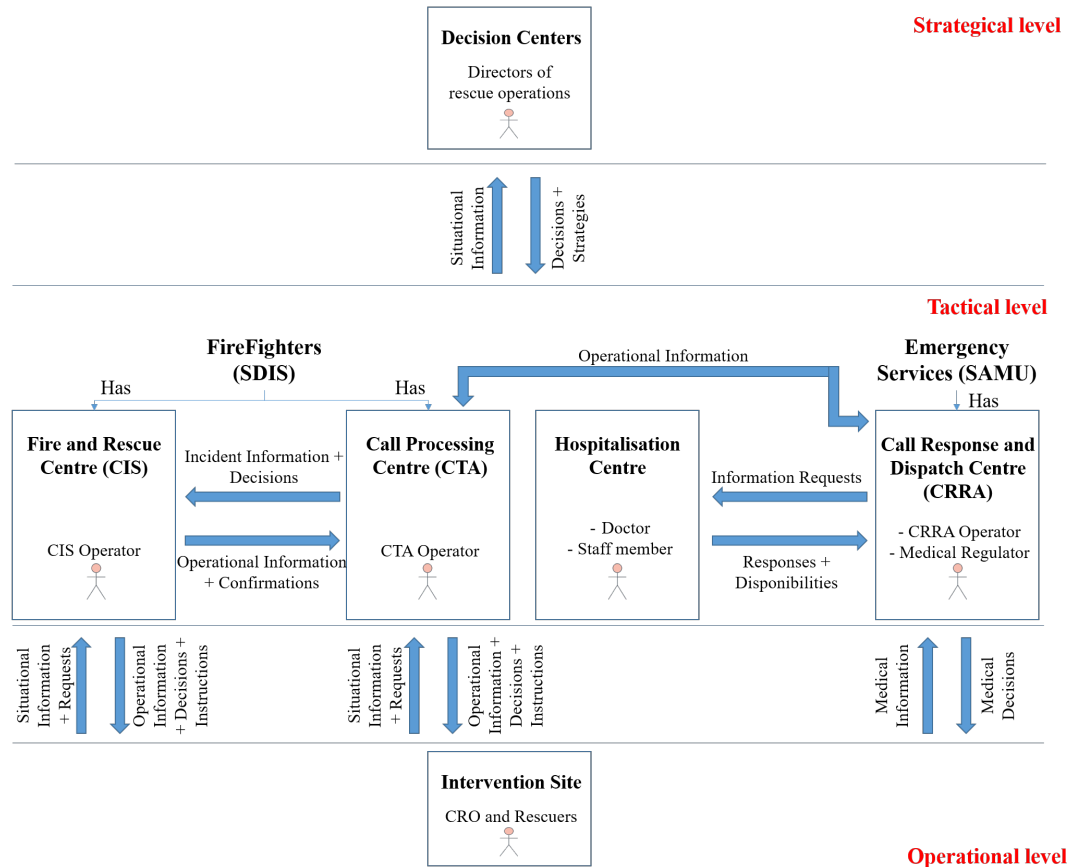 Strategical level
Decision Centers
Directors of
rescue operations
Situational
Information
Decisions +
Strategies
Tactical level
FireFighters
(SDIS)
Operational Information
Emergency
Services (SAMU)
Has
Has
Has
Fire and Rescue
Centre (CIS)
CIS Operator
Incident Information +
Decisions
Operational Information
+ Confirmations
Call Processing
Centre (CTA)
CTA Operator
Hospitalisation
Centre
- Doctor
- Staff member
Information Requests
Responses +
Disponibilities
Call Response and
Dispatch Centre
(CRRA)
- CRRA Operator
- Medical Regulator
Situational
Information
+ Requests
Operational
Information
+ Decisions +
Instructions
Situational
Information
+ Requests
Operational
Information +
Decisions +
Instructions
Medical
Information
Medical
Decisions
Intervention Site
CRO and Rescuers
Operational level